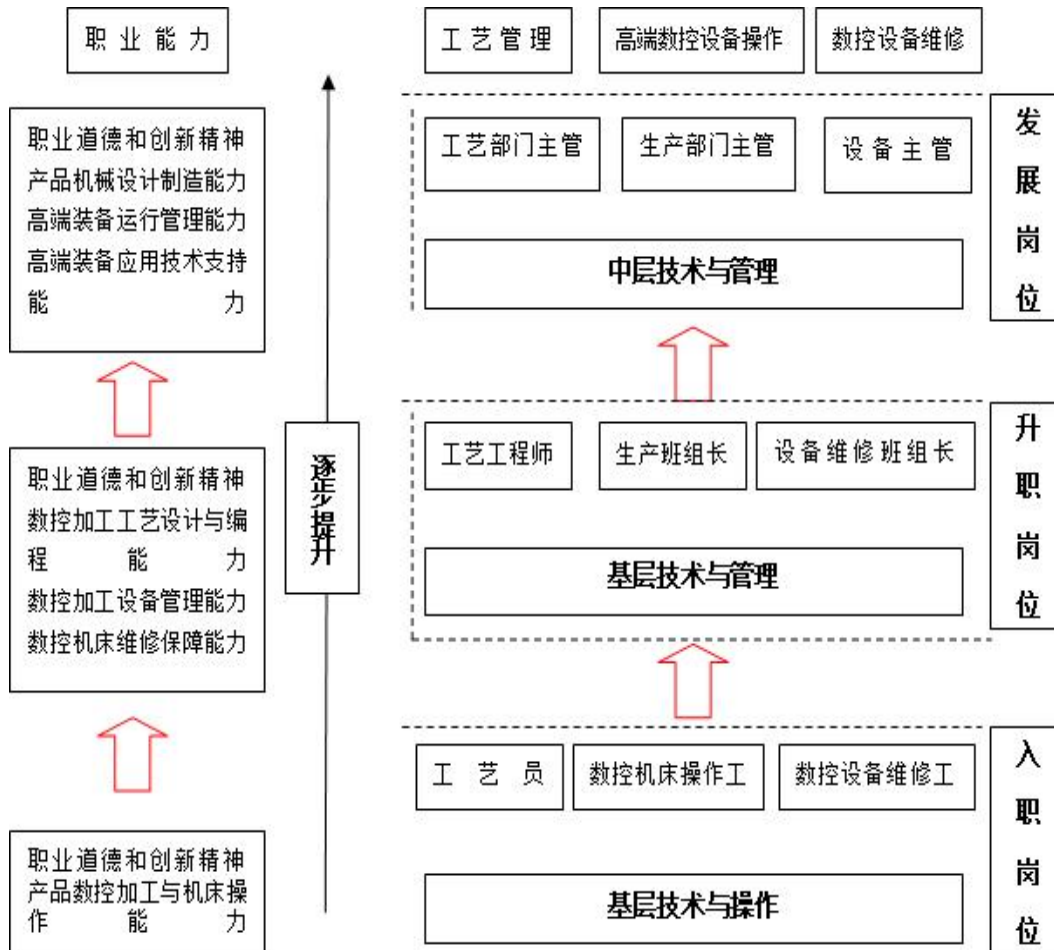 职业能力
工艺管理
高端数控设备操作
数控设备维修
职业道德和创新精神
产品机械设计制造能力
高端装备运行管理能力
高端装备应用技术支持
能力
工艺部门主管
生产部门主管
设备主管
中层技术与管理
发展岗位
逐步提升
职业道德和创新精神
数控加工工艺设计与编
程能力
数控加工设备管理能力
数控机床维修保障能力
工艺工程师
生产班组长
设备维修班组长
基层技术与管理
升职岗位
职业道德和创新精神
产品数控加工与机床操
作能力
工艺员
数控机床操作工
数控设备维修工
基层技术与操作
入职岗位